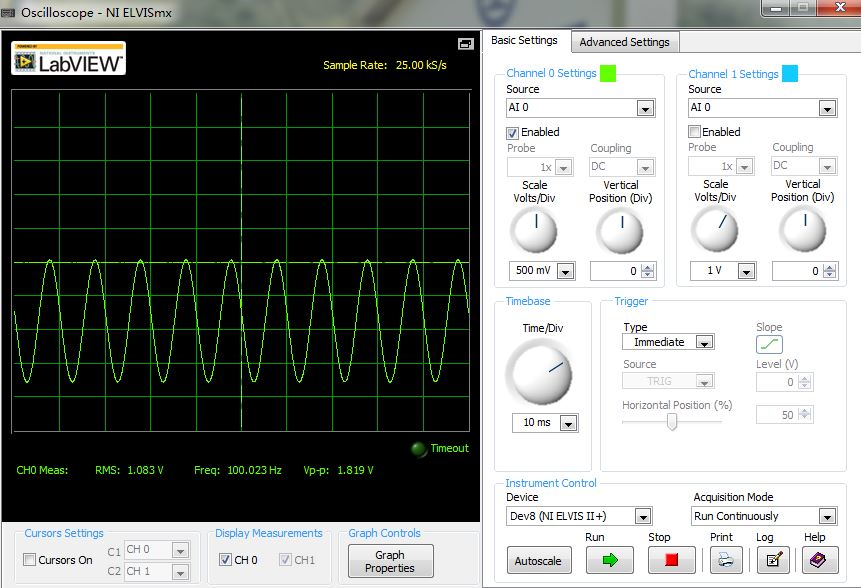 Oscilloscope - NI ELVISmx
POWERED BY
NATIONAL INSTRUMENTS
LabVIEW™
Sample Rate: 25.00 kS/s
Timeout
CH0 Meas: RMS: 1.083 V Freq: 100.023 Hz Vp-p: 1.819 V
Cursors Settings
Cursors On
C1 CH 0
C2 CH 1
Display Measurements
CH 0 CH1
Graph Controls
Graph
Properties
Basic Settings Advanced Settings
Channel 0 Settings
Source
AI 0
Enabled
Probe Coupling
1x DC
Scale Vertical
Volts/Div Position (Div)
500 mV 0
Channel 1 Settings
Source
AI 0
Enabled
Probe Coupling
1x DC
Scale Vertical
Volts/Div Position (Div)
1 V 0
Timebase
Time/Div
10 ms
Trigger
Type
Immediate
Slope
Source
TRIG
Level (V)
0
Horizontal Position (%)
50
Instrument Control
Device
Dev8 (NI ELVIS II+)
Acquisition Mode
Run Continuously
Run Stop Print Log Help
Autoscale